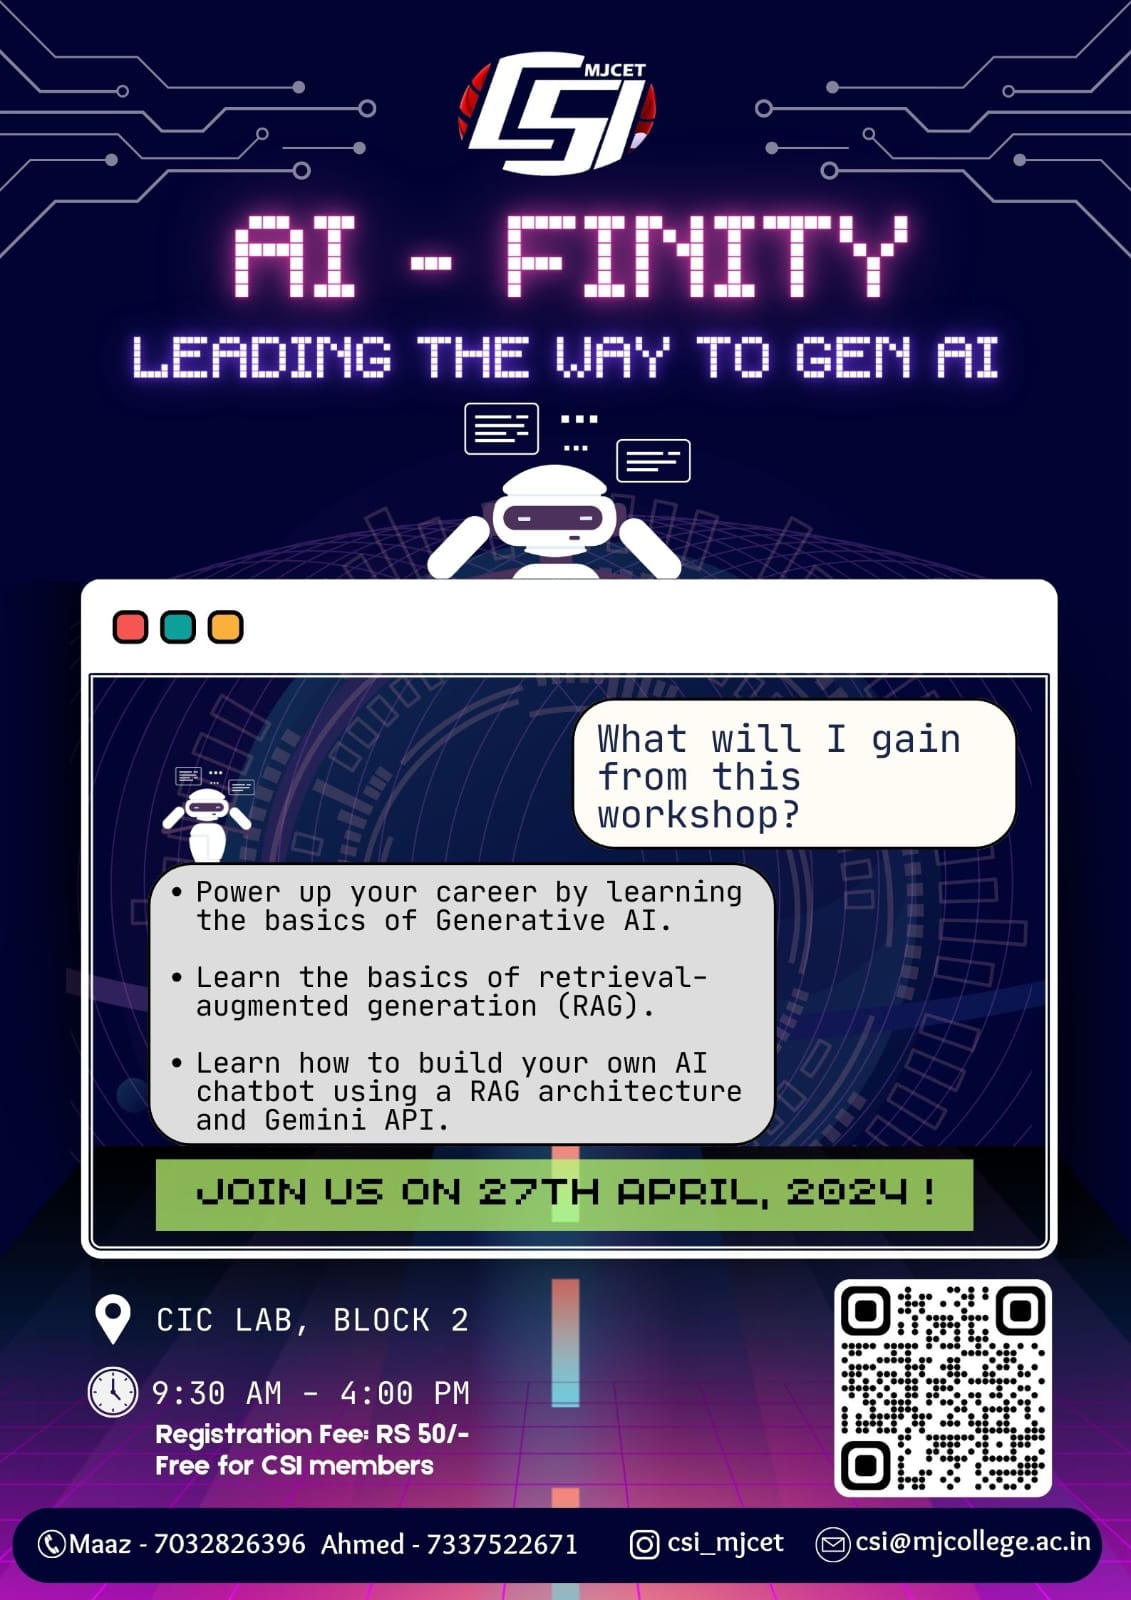 MJCET
CSI
AI - FINITY
LEADING THE WAY TO GEN AI
What will I gain
from this
workshop?
• Power up your career by learning
the basics of Generative AI.
• Learn the basics of retrieval-
augmented generation (RAG).
• Learn how to build your own AI
chatbot using a RAG architecture
and Gemini API.
JOIN US ON 27TH APRIL, 2024 !
CIC LAB, BLOCK 2
9:30 AM - 4:00 PM
Registration Fee: RS 50/-
Free for CSI members
Maaz - 7032826396 Ahmed - 7337522671 csi_mjcet csi@mjcollege.ac.in